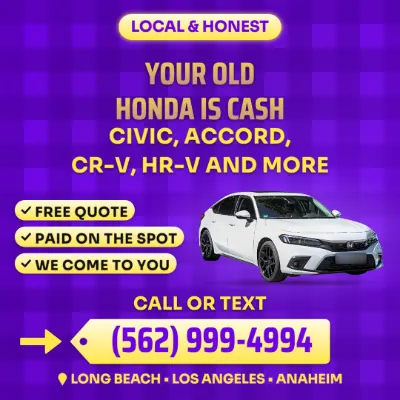 LOCAL & HONEST
YOUR OLD
HONDA IS CASH
CIVIC, ACCORD,
CR-V, HR-V AND MORE
FREE QUOTE
PAID ON THE SPOT
WE COME TO YOU
CALL OR TEXT
(562) 999-4994
LONG BEACH • LOS ANGELES • ANAHEIM